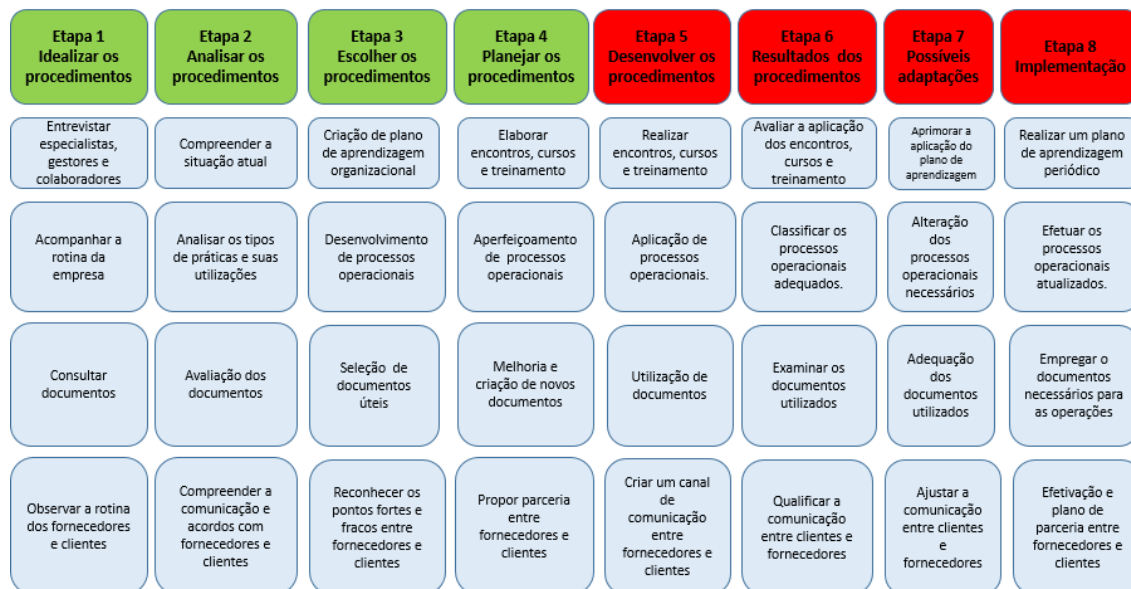 Etapa 1
Idealizar os
procedimentos
Etapa 2
Analisar os
procedimentos
Etapa 3
Escolher os
procedimentos
Etapa 4
Planejar os
procedimentos
Etapa 5
Desenvolver os
procedimentos
Etapa 6
Resultados dos
procedimentos
Etapa 7
Possíveis
adaptações
Etapa 8
Implementação
Entrevistar
especialistas,
gestores e
colaboradores
Compreender a
situação atual
Criação de plano
de aprendizagem
organizacional
Elaborar
encontros, cursos
e treinamento
Realizar
encontros, cursos
e treinamento
Avaliar a aplicação
dos encontros,
cursos e
treinamento
Aprimorar a
aplicação do
plano de
aprendizagem
Realizar um plano
de aprendizagem
periódico
Acompanhar a
rotina da
empresa
Analisar os tipos
de práticas e suas
utilizações
Desenvolvimento
de processos
operacionais
Aperfeiçoamento
de processos
operacionais
Aplicação de
processos
operacionais.
Classificar os
processos
operacionais
adequados.
Alteração
dos
processos
operacionais
necessários
Efetuar os
processos
operacionais
atualizados.
Consultar
documentos
Avaliação dos
documentos
Seleção de
documentos
úteis
Melhoria e
criação de novos
documentos
Utilização de
documentos
Examinar os
documentos
utilizados
Adequação
dos
documentos
utilizados
Empregar o
documentos
necessários para
as operações
Observar a rotina
dos fornecedores
e clientes
Compreender a
comunicação e
acordos com
fornecedores e
clientes
Reconhecer os
pontos fortes e
fracos entre
fornecedores e
clientes
Propor parceria
entre
fornecedores e
clientes
Criar um canal
de
comunicação
entre
fornecedores e
clientes
Qualificar a
comunicação
entre clientes e
fornecedores
Ajustar a
comunicação
entre clientes
e
fornecedores
Efetivação e
plano de
parceria entre
fornecedores e
clientes